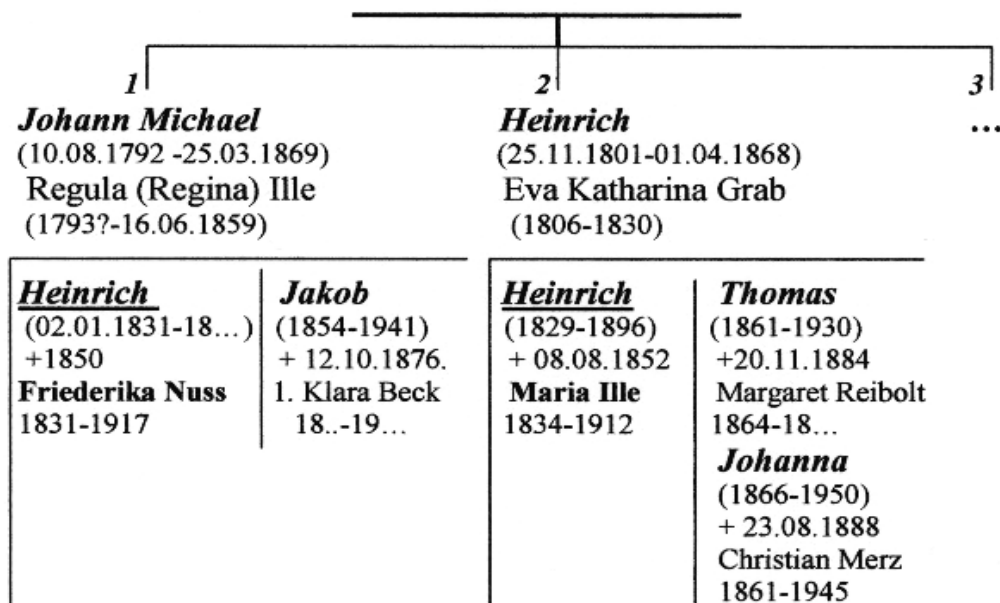 1
Johann Michael
(10.08.1792 -25.03.1869)
Regula (Regina) Ille
(1793?-16.06.1859)
Heinrich
(02.01.1831-18…)
+1850
Friederika Nuss
1831-1917
Jakob
(1854-1941)
+ 12.10.1876.
1. Klara Beck
18..-19…
2
Heinrich
(25.11.1801-01.04.1868)
Eva Katharina Grab
(1806-1830)
Heinrich
(1829-1896)
+ 08.08.1852
Maria Ille
1834-1912
Thomas
(1861-1930)
+20.11.1884
Margaret Reibolt
1864-18…
Johanna
(1866-1950)
+ 23.08.1888
Christian Merz
1861-1945
3
…